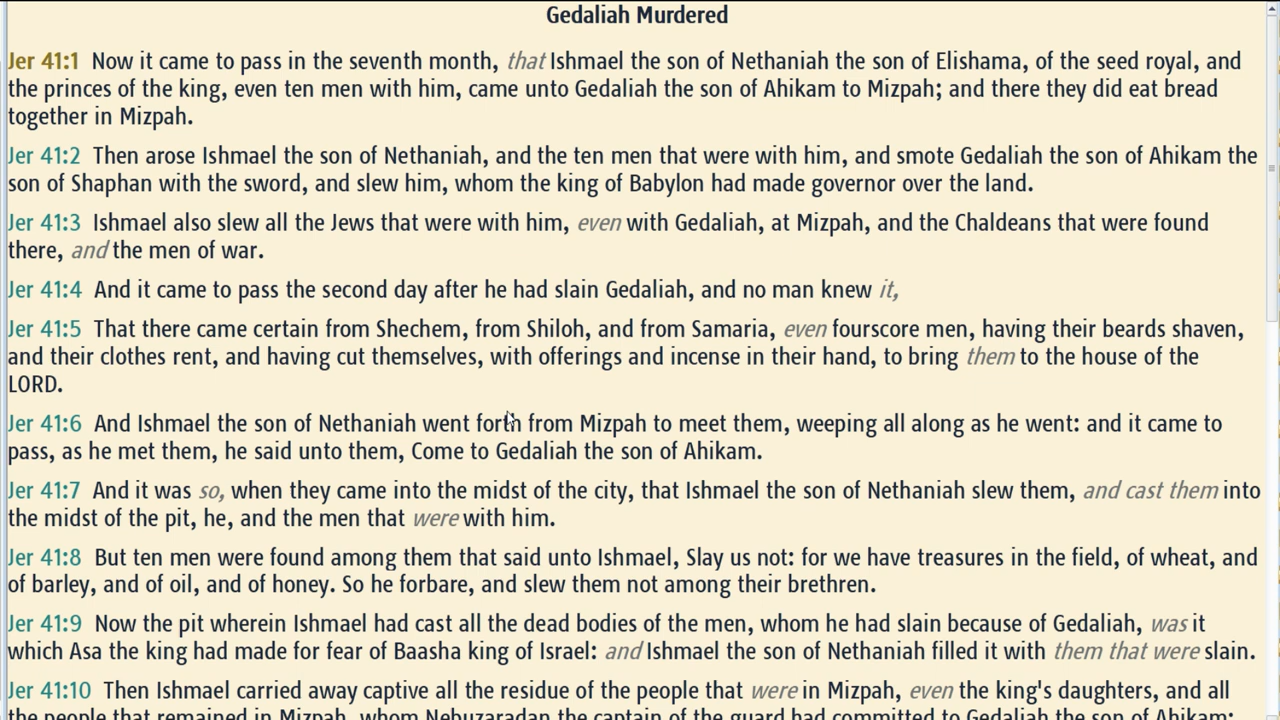 Gedaliah Murdered
Jer 41:1 Now it came to pass in the seventh month, that Ishmael the son of Nethaniah the son of Elishama, of the seed royal, and
the princes of the king, even ten men with him, came unto Gedaliah the son of Ahikam to Mizpah; and there they did eat bread
together in Mizpah.
Jer 41:2 Then arose Ishmael the son of Nethaniah, and the ten men that were with him, and smote Gedaliah the son of Ahikam the
son of Shaphan with the sword, and slew him, whom the king of Babylon had made governor over the land.
Jer 41:3 Ishmael also slew all the Jews that were with him, even with Gedaliah, at Mizpah, and the Chaldeans that were found
there, and the men of war.
Jer 41:4 And it came to pass the second day after he had slain Gedaliah, and no man knew it,
Jer 41:5 That there came certain from Shechem, from Shiloh, and from Samaria, even fourscore men, having their beards shaven,
and their clothes rent, and having cut themselves, with offerings and incense in their hand, to bring them to the house of the
LORD.
Jer 41:6 And Ishmael the son of Nethaniah went forth from Mizpah to meet them, weeping all along as he went: and it came to
pass, as he met them, he said unto them, Come to Gedaliah the son of Ahikam.
Jer 41:7 And it was so, when they came into the midst of the city, that Ishmael the son of Nethaniah slew them, and cast them into
the midst of the pit, he, and the men that were with him.
Jer 41:8 But ten men were found among them that said unto Ishmael, Slay us not: for we have treasures in the field, of wheat, and
of barley, and of oil, and of honey. So he forbare, and slew them not among their brethren.
Jer 41:9 Now the pit wherein Ishmael had cast all the dead bodies of the men, whom he had slain because of Gedaliah, was it
which Asa the king had made for fear of Baasha king of Israel: and Ishmael the son of Nethaniah filled it with them that were slain.
Jer 41:10 Then Ishmael carried away captive all the residue of the people that were in Mizpah, even the king's daughters, and all
the people that remained in Mizpah, whom Nebuzaradan the captain of the guard had committed to Gedaliah the son of Ahikam: